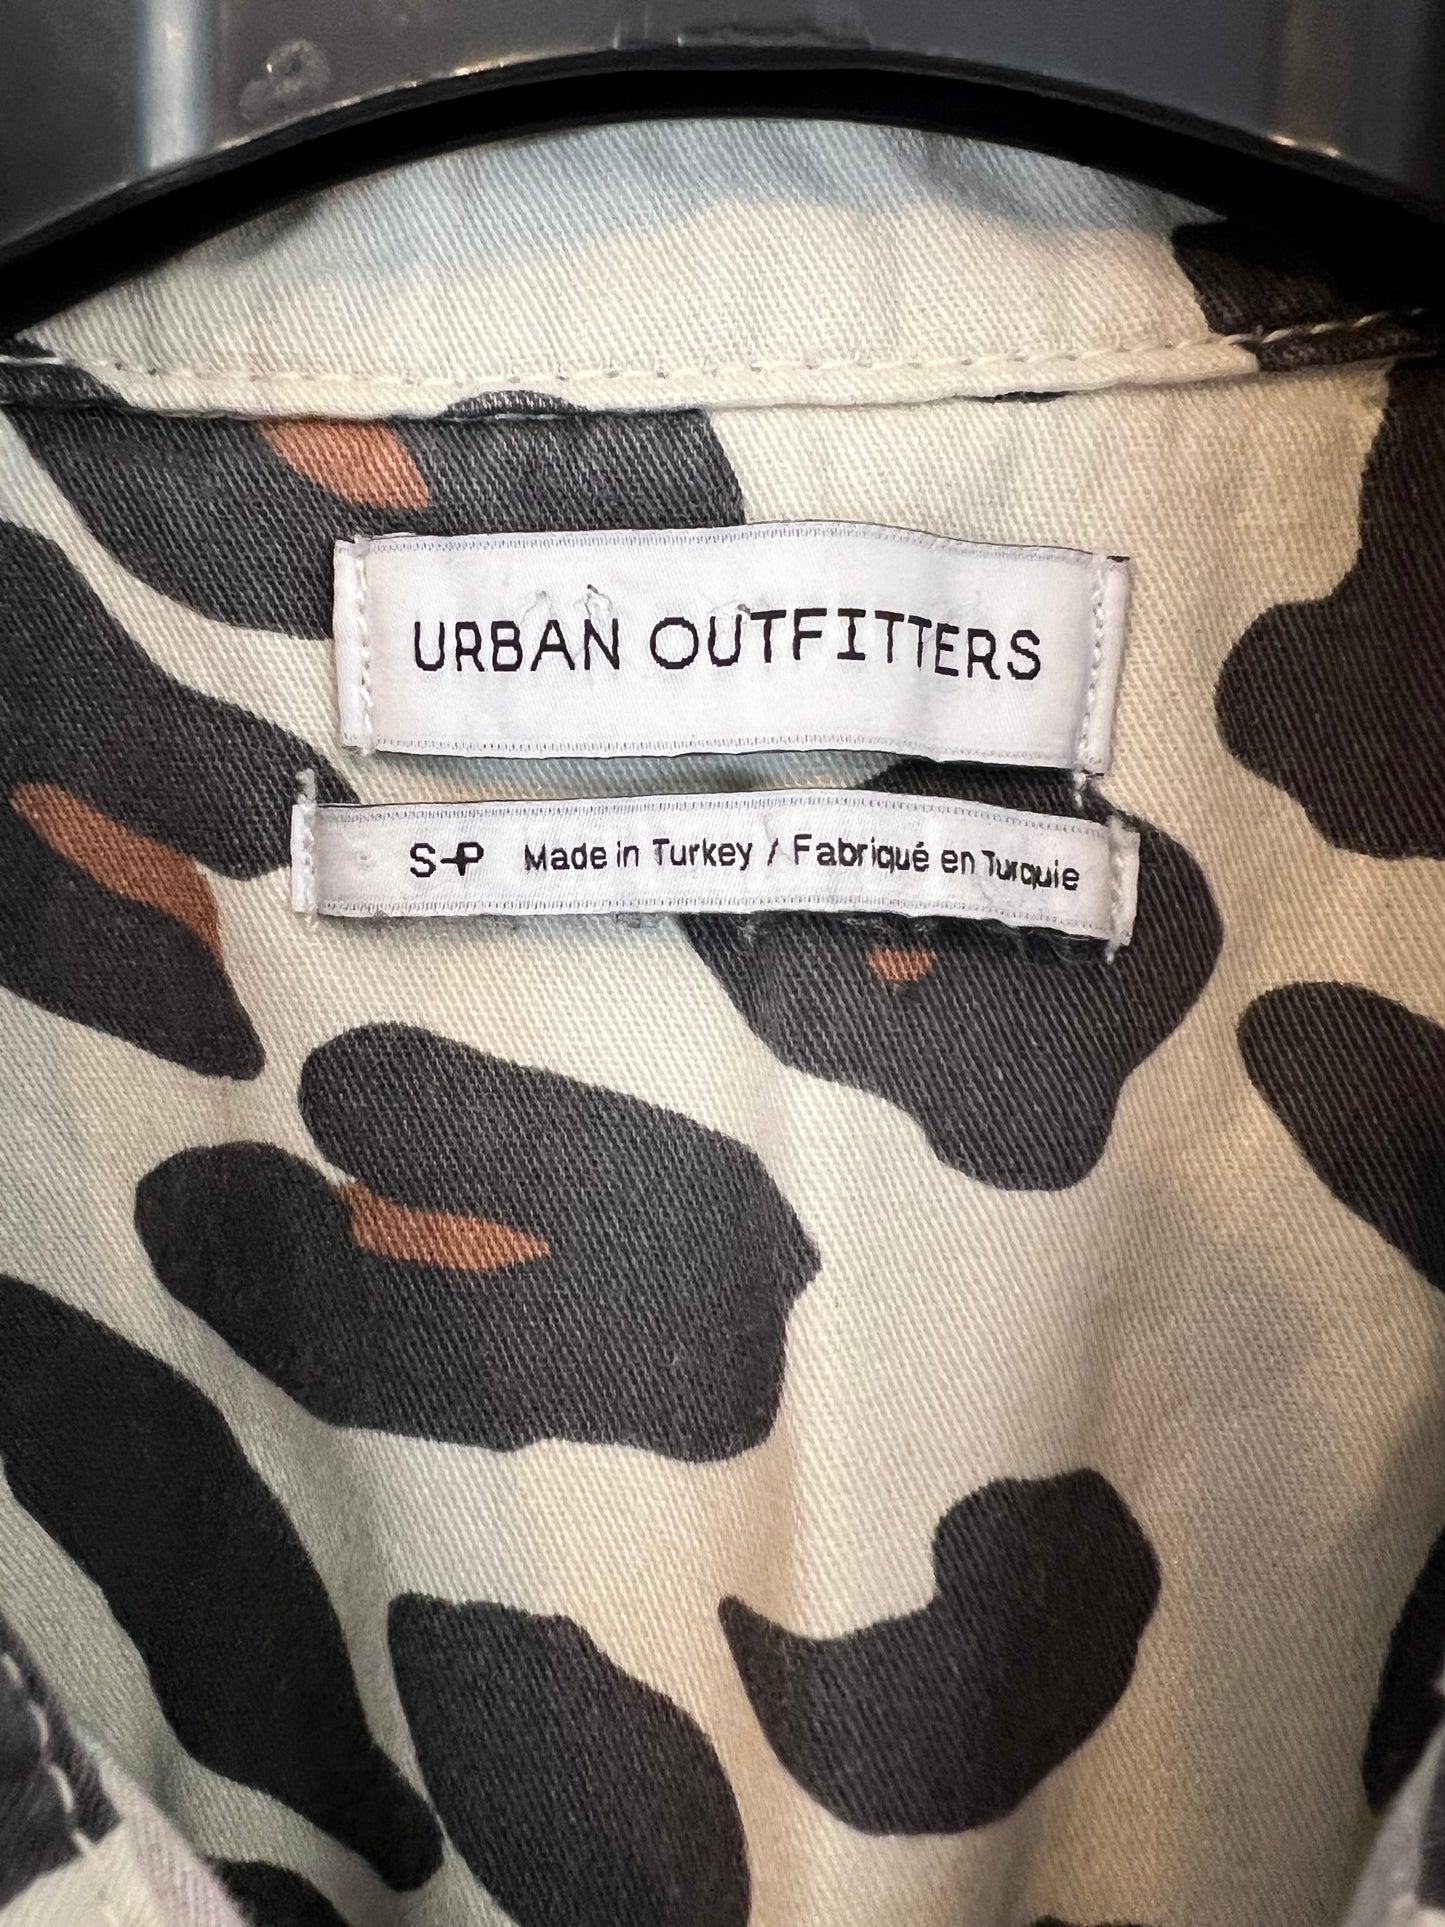 URBAN OUTFITTERS
S-P Made in Turkey / Fabriqué en Turquie